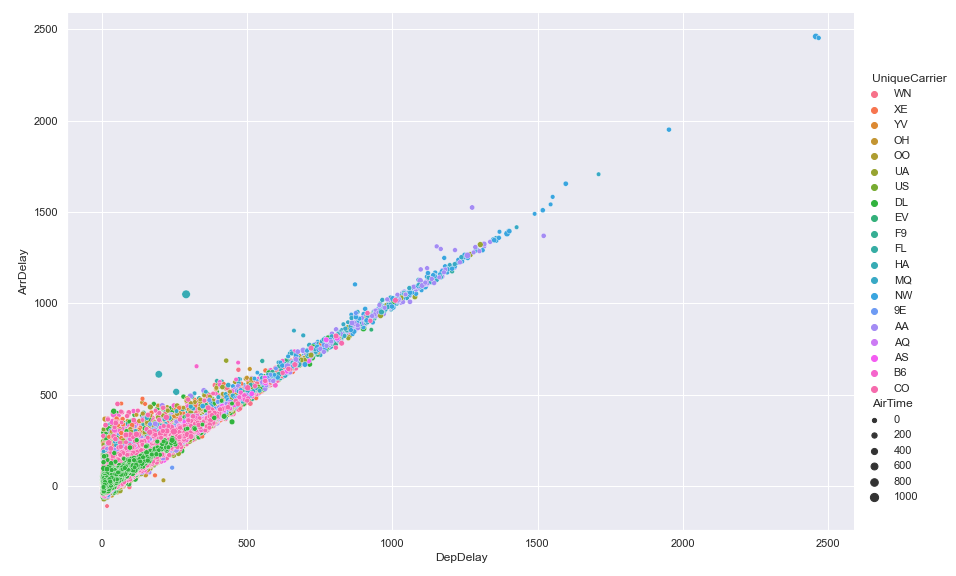 2500
2000
1500
1000
500
0
ArrDelay
0 500 1000 1500 2000 2500
DepDelay
UniqueCarrier
WN
XE
YV
OH
OO
UA
US
DL
EV
F9
FL
HA
MQ
NW
9E
AA
AQ
AS
B6
CO
AirTime
0
200
400
600
800
1000